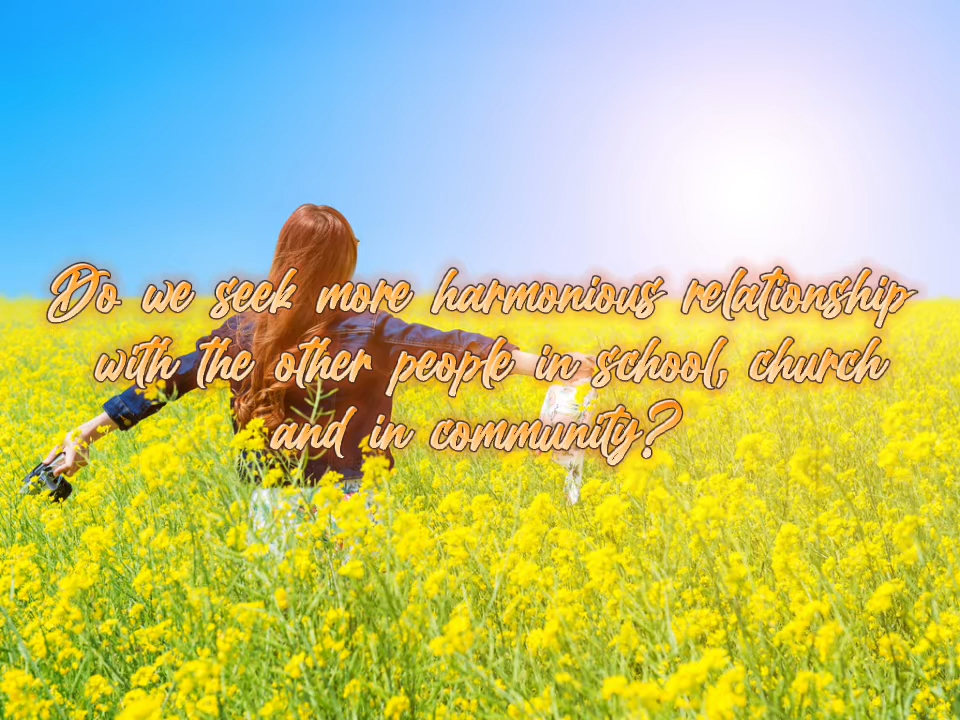 Do we seek more harmonious relationship
with the other people in school, church
and in community?